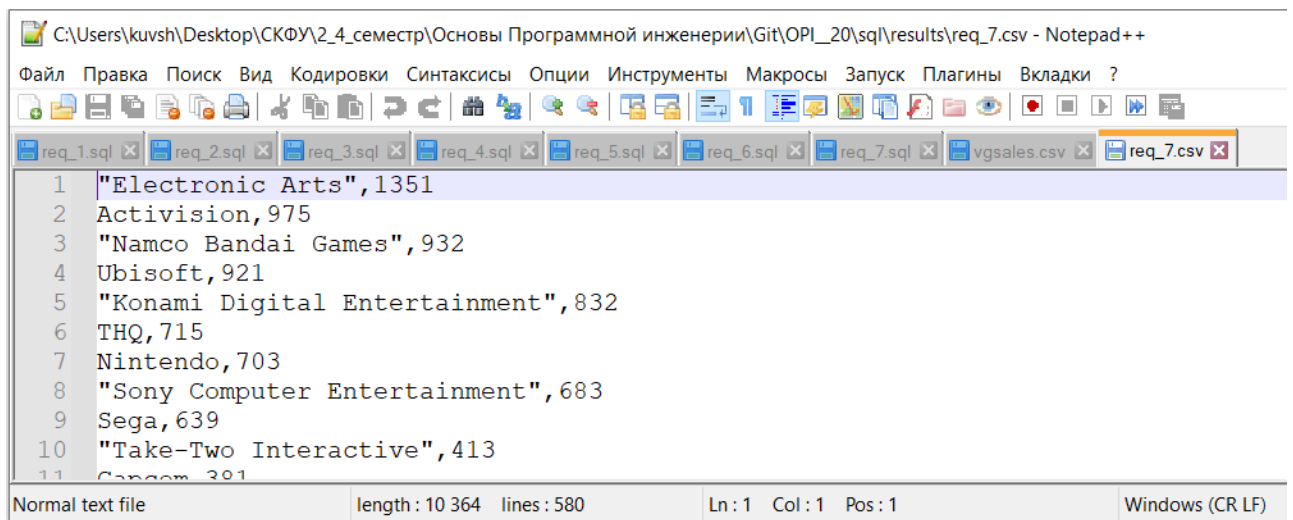 C:\Users\kuvsh\Desktop\СКФУ\2_4_семестр\Основы Программной инженерии\Git\OPI__20\sql\results\req_7.csv - Notepad++
Файл Правка Поиск Вид Кодировки Синтаксисы Опции Инструменты Макросы Запуск Плагины Вкладки ?
req_1.sql req_2.sql req_3.sql req_4.sql req_5.sql req_6.sql req_7.sql vgsales.csv req_7.csv
1 "Electronic Arts",1351
2 Activision,975
3 "Namco Bandai Games",932
4 Ubisoft,921
5 "Konami Digital Entertainment",832
6 THQ,715
7 Nintendo,703
8 "Sony Computer Entertainment",683
9 Sega,639
10 "Take-Two Interactive",413
11 Capcom,381
Normal text file length : 10 364 lines : 580 Ln : 1 Col : 1 Pos : 1 Windows (CR LF)